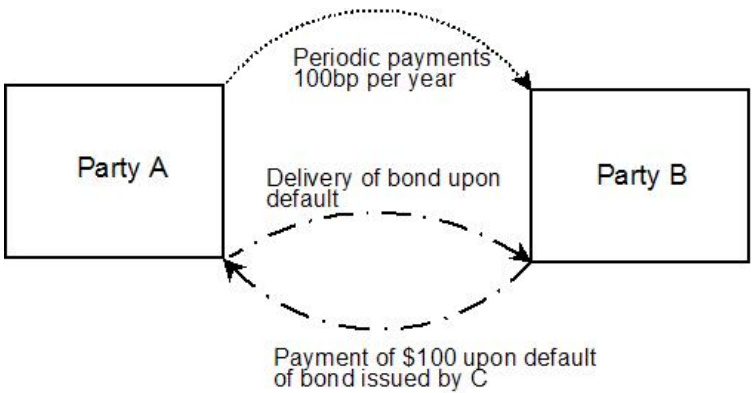 Periodic payments
100bp per year
Party A
Party B
Delivery of bond upon
default
Payment of $100 upon default
of bond issued by C